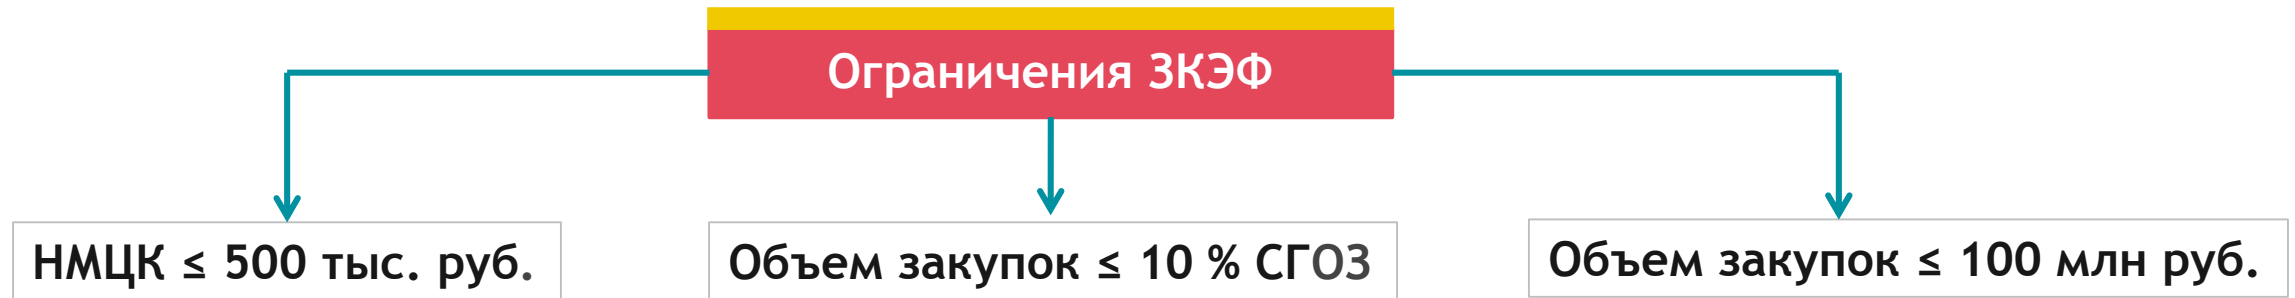 Ограничения ЗКЭФ
НМЦК ≤ 500 тыс. руб.
Объем закупок ≤ 10 % СГОЗ
Объем закупок ≤ 100 млн руб.